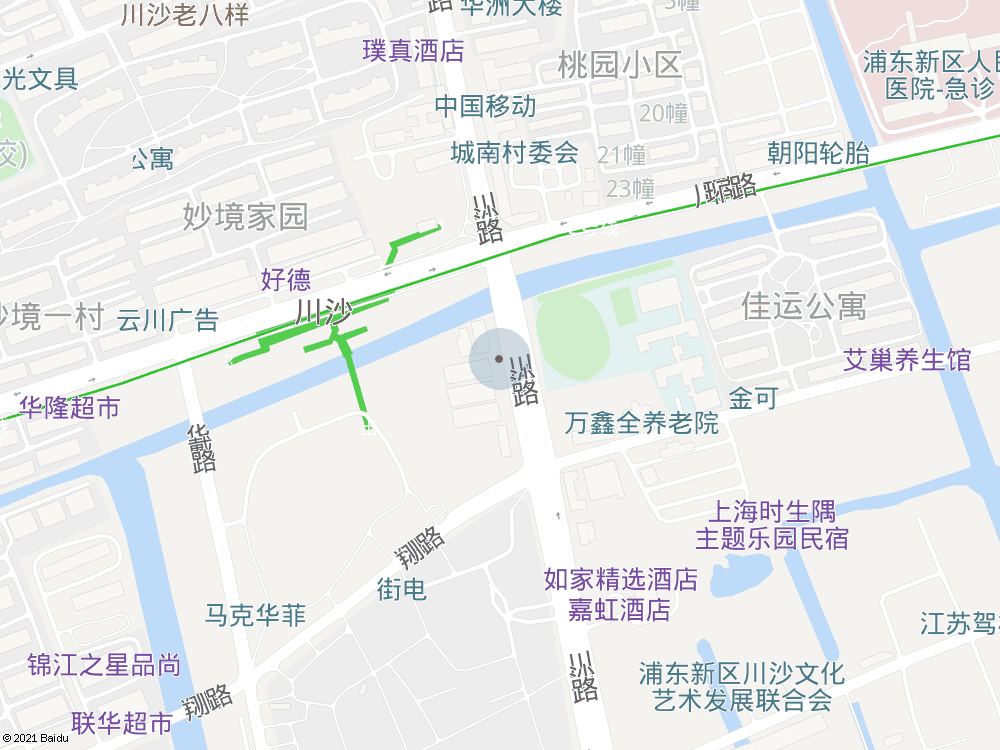 川沙老八样
华洲大楼
3幢
璞真酒店
桃园小区
浦东新区人民
医院-急诊
光文具
中国移动
20幢
公寓
城南村委会
21幢
朝阳轮胎
23幢
妙境家园
川沙路
好德
川沙
妙境一村
云川广告
佳运公寓
川沙路
艾巢养生馆
华隆超市
金可
万鑫全养老院
华戴路
上海时生隅
主题乐园民宿
翔路
如家精选酒店
街电
嘉虹酒店
马克华菲
江苏驾校
锦江之星品尚
川沙路
浦东新区川沙文化
艺术发展联合会
翔路
联华超市
© 2021 Baidu